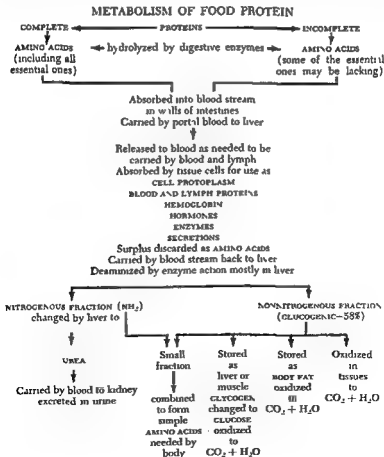 METABOLISM OF FOOD PROTEIN
COMPLETE PROTEINS INCOMPLETE
AMINO ACIDS
(including all
essential ones)
hydrolyzed by digestive enzymes
AMINO ACIDS
(some of the essential
ones may be lacking)
Absorbed into blood stream
in walls of intestines
Carried by portal blood to liver
Released to blood as needed to be
carried by blood and lymph
Absorbed by tissue cells for use as
CELL PROTOPLASM
BLOOD AND LYMPH PROTEINS
HEMOGLOBIN
HORMONES
ENZYMES
SECRETIONS
Surplus discarded as AMINO ACIDS
Carried by blood stream back to liver
Deaminized by enzyme action mostly in liver
NITROGENOUS FRACTION (NH₂)
changed by liver to
UREA
Carried by blood to kidney
excreted in urine
Small
fraction
combined
to form
simple
AMINO ACIDS
needed by
body
NONNITROGENOUS FRACTION
(GLUCOGENIC—58%)
Stored
as
liver or
muscle
GLYCOGEN
changed to
GLUCOSE
oxidized
to
CO₂ + H₂O
Stored
as
BODY FAT
oxidized
to
CO₂ + H₂O
Oxidized
in
tissues
to
CO₂ + H₂O